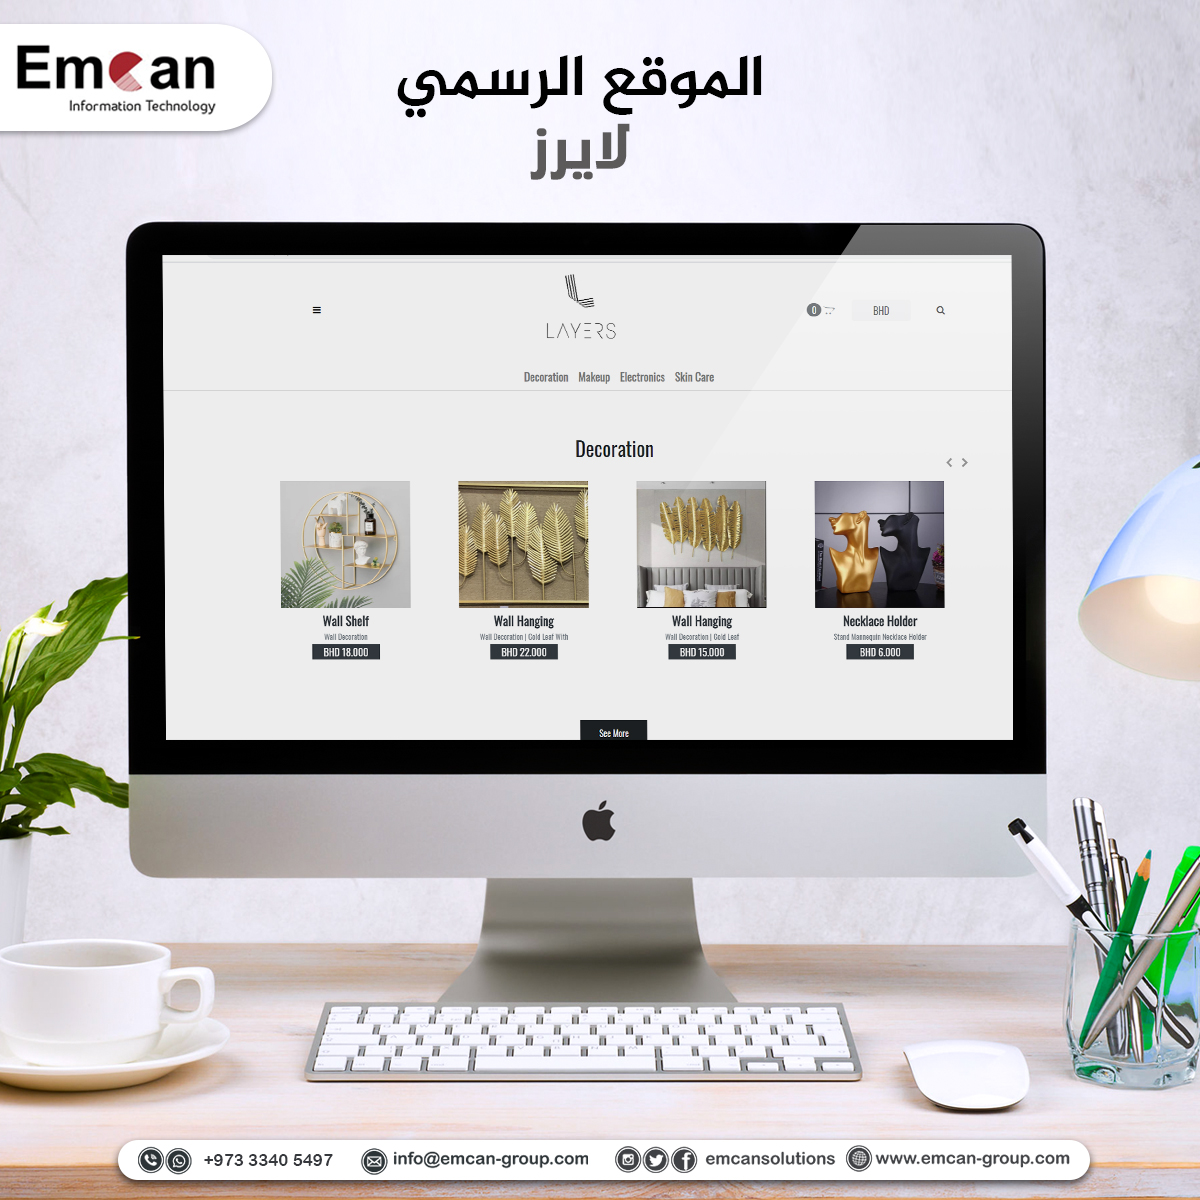 Emcan
Information Technology
الموقع الرسمي
لايرز
LAYERS
0
BHD
Decoration Makeup Electronics Skin Care
Decoration
Wall Shelf
Wall Decoration
BHD 18.000
Wall Hanging
Wall Decoration | Gold Leaf With
BHD 22.000
Wall Hanging
Wall Decoration | Gold Leaf
BHD 15.000
Necklace Holder
Stand Mannequin Necklace Holder
BHD 6.000
See More
+973 3340 5497 info@emcan-group.com emcansolutions www.emcan-group.com